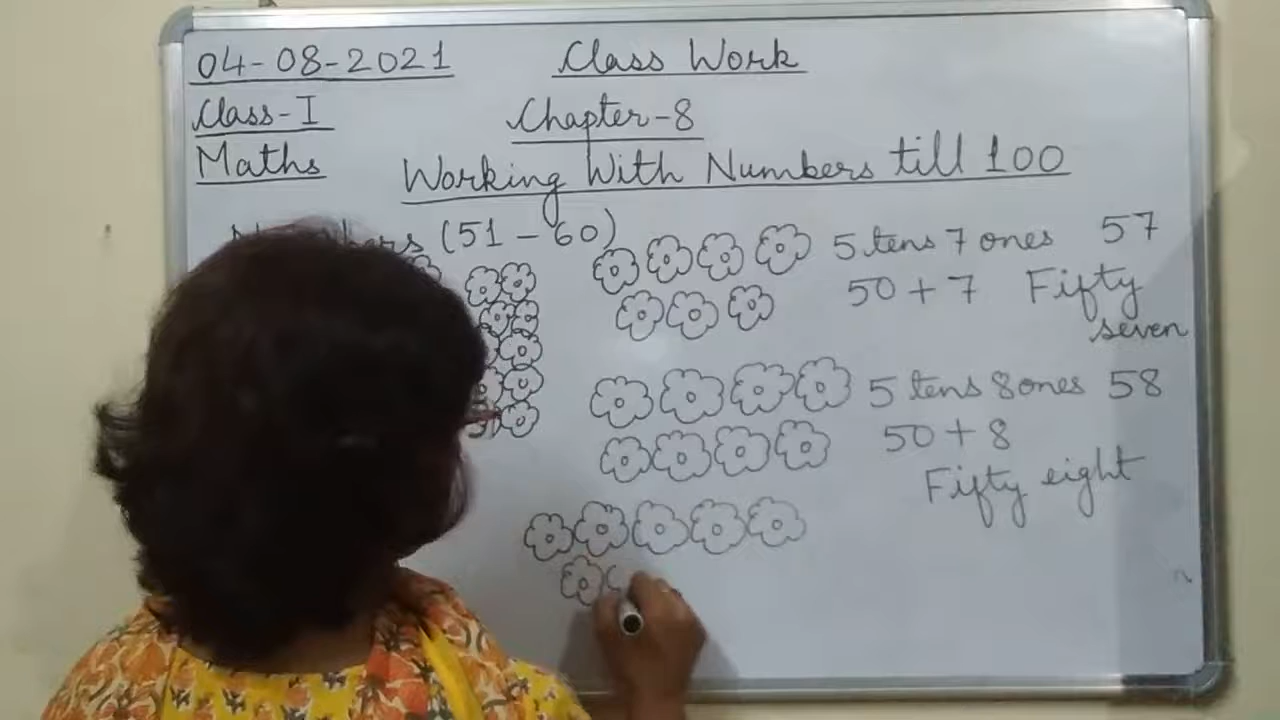 04-08-2021 Class Work
Class-I Chapter-8
Maths Working With Numbers till 100
(51 - 60)
5 tens 7 ones 57
50 + 7 Fifty
seven
5 tens 8 ones 58
50 + 8
Fifty eight